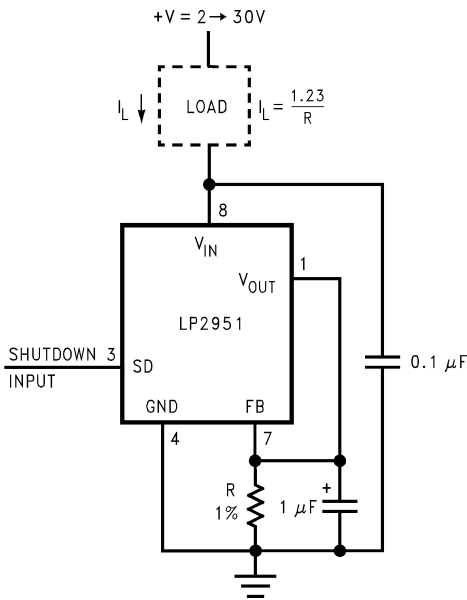 +V = 2→30V
I_L ↓
LOAD
I_L = 1.23/R
8
V_IN
1
V_OUT
LP2951
SHUTDOWN 3
INPUT
SD
0.1 µF
GND
FB
4
7
R
1%
+
1 µF